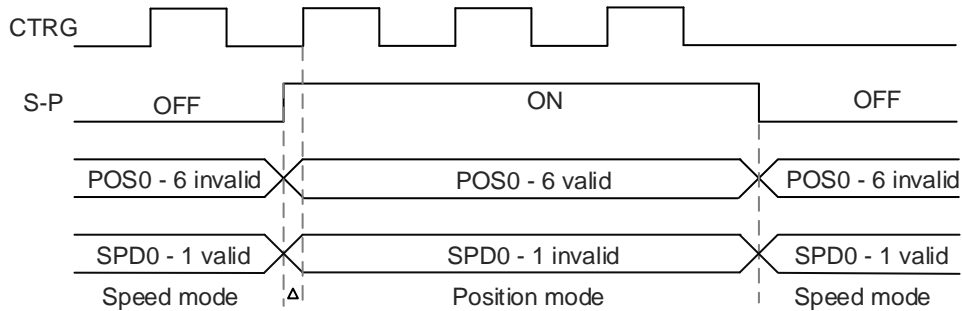 CTRG
S-P OFF ON OFF
POS0 - 6 invalid POS0 - 6 valid POS0 - 6 invalid
SPD0 - 1 valid SPD0 - 1 invalid SPD0 - 1 valid
Speed mode Δ Position mode Speed mode